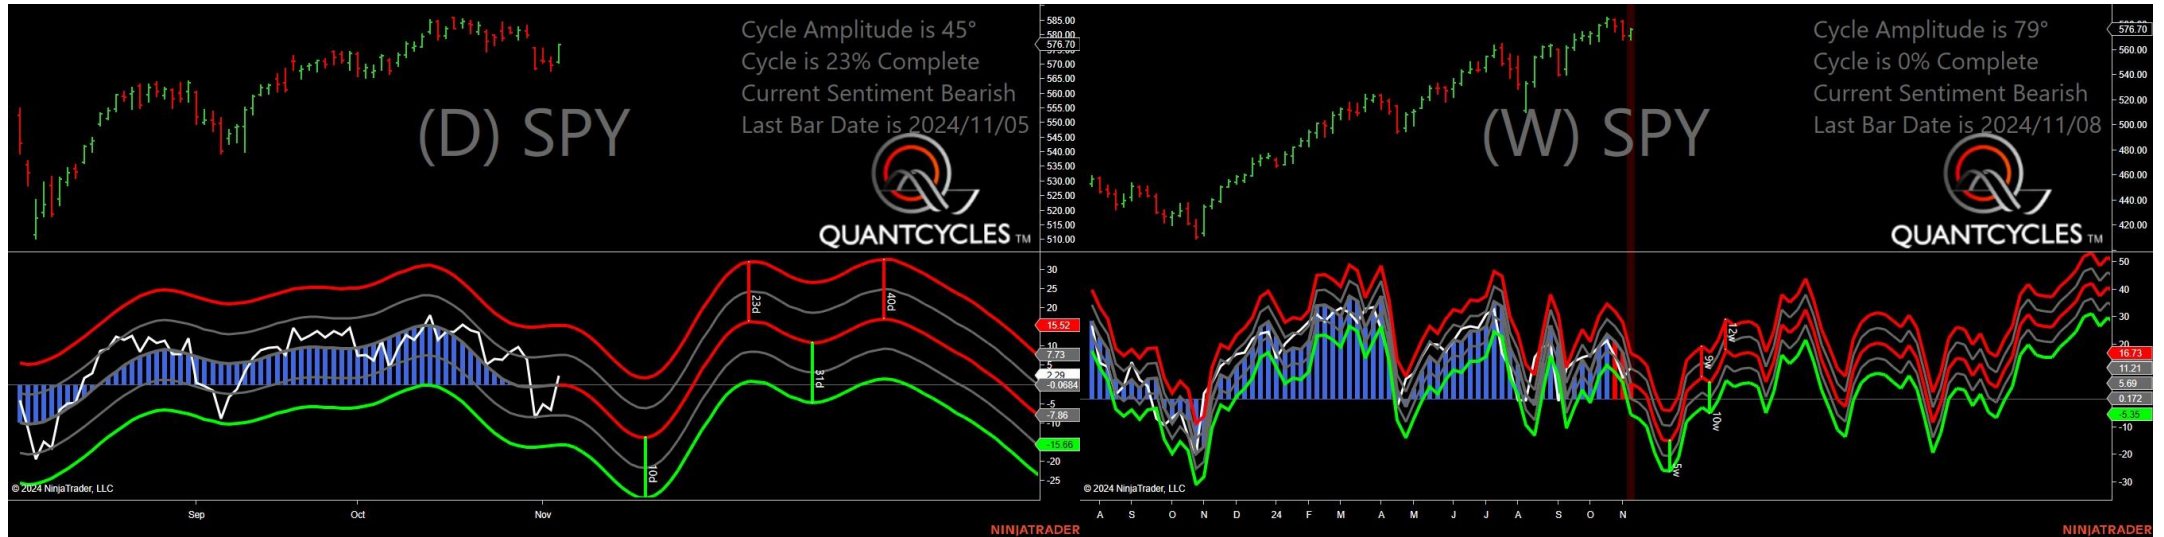 Cycle Amplitude is 45°
Cycle is 23% Complete
Current Sentiment Bearish
Last Bar Date is 2024/11/05
(D) SPY
QUANTCYCLES TM
585.00
580.00
576.70
570.00
565.00
560.00
555.00
550.00
545.00
540.00
535.00
530.00
525.00
520.00
515.00
510.00
30
25
20
15.52
10
7.73
5
2.29
-0.0684
-5
-7.86
-10
-15.66
-20
-25
10d
23d
31d
40d
© 2024 NinjaTrader, LLC
Sep Oct Nov
NINJATRADER
Cycle Amplitude is 79°
Cycle is 0% Complete
Current Sentiment Bearish
Last Bar Date is 2024/11/08
(W) SPY
QUANTCYCLES TM
576.70
560.00
540.00
520.00
500.00
480.00
460.00
440.00
420.00
50
40
30
20
16.73
11.21
5.69
0.172
-5.35
-10
-20
-30
5w
9w
10w
12w
© 2024 NinjaTrader, LLC
A S O N D 24 F M A M J J A S O N
NINJATRADER